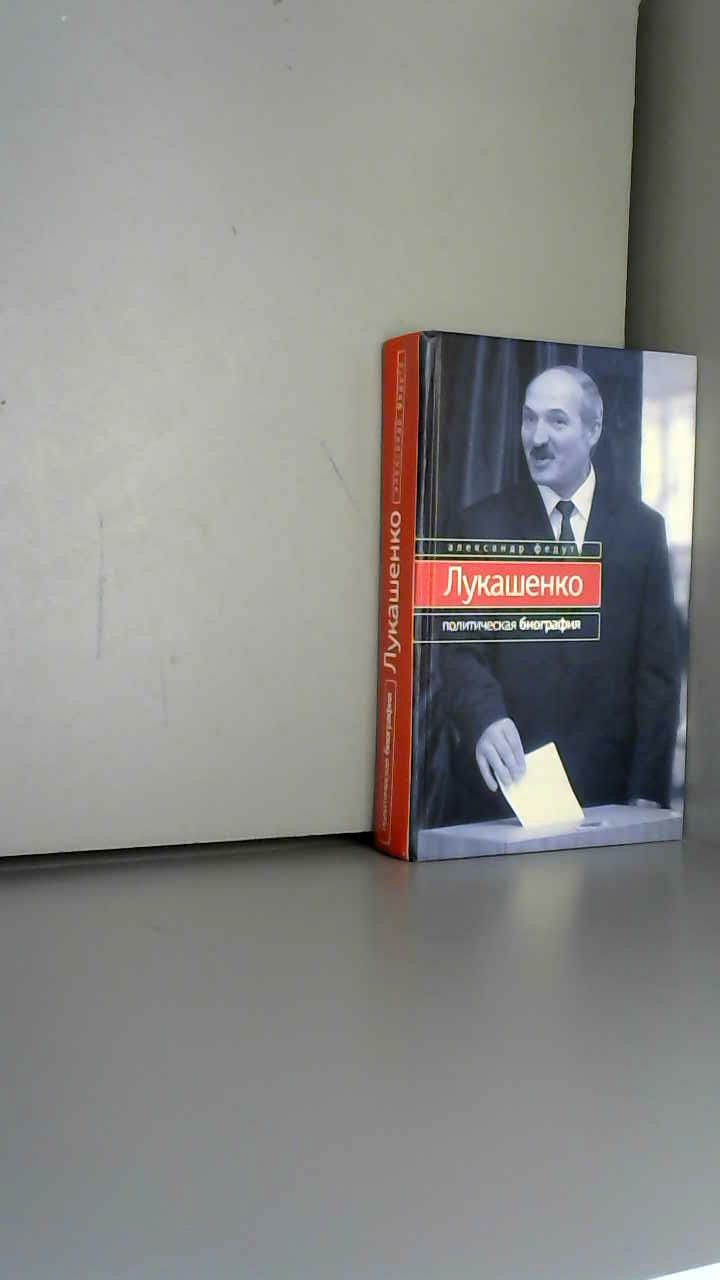 александр федута
Лукашенко
политическая биография
Лукашенко
политическая биография